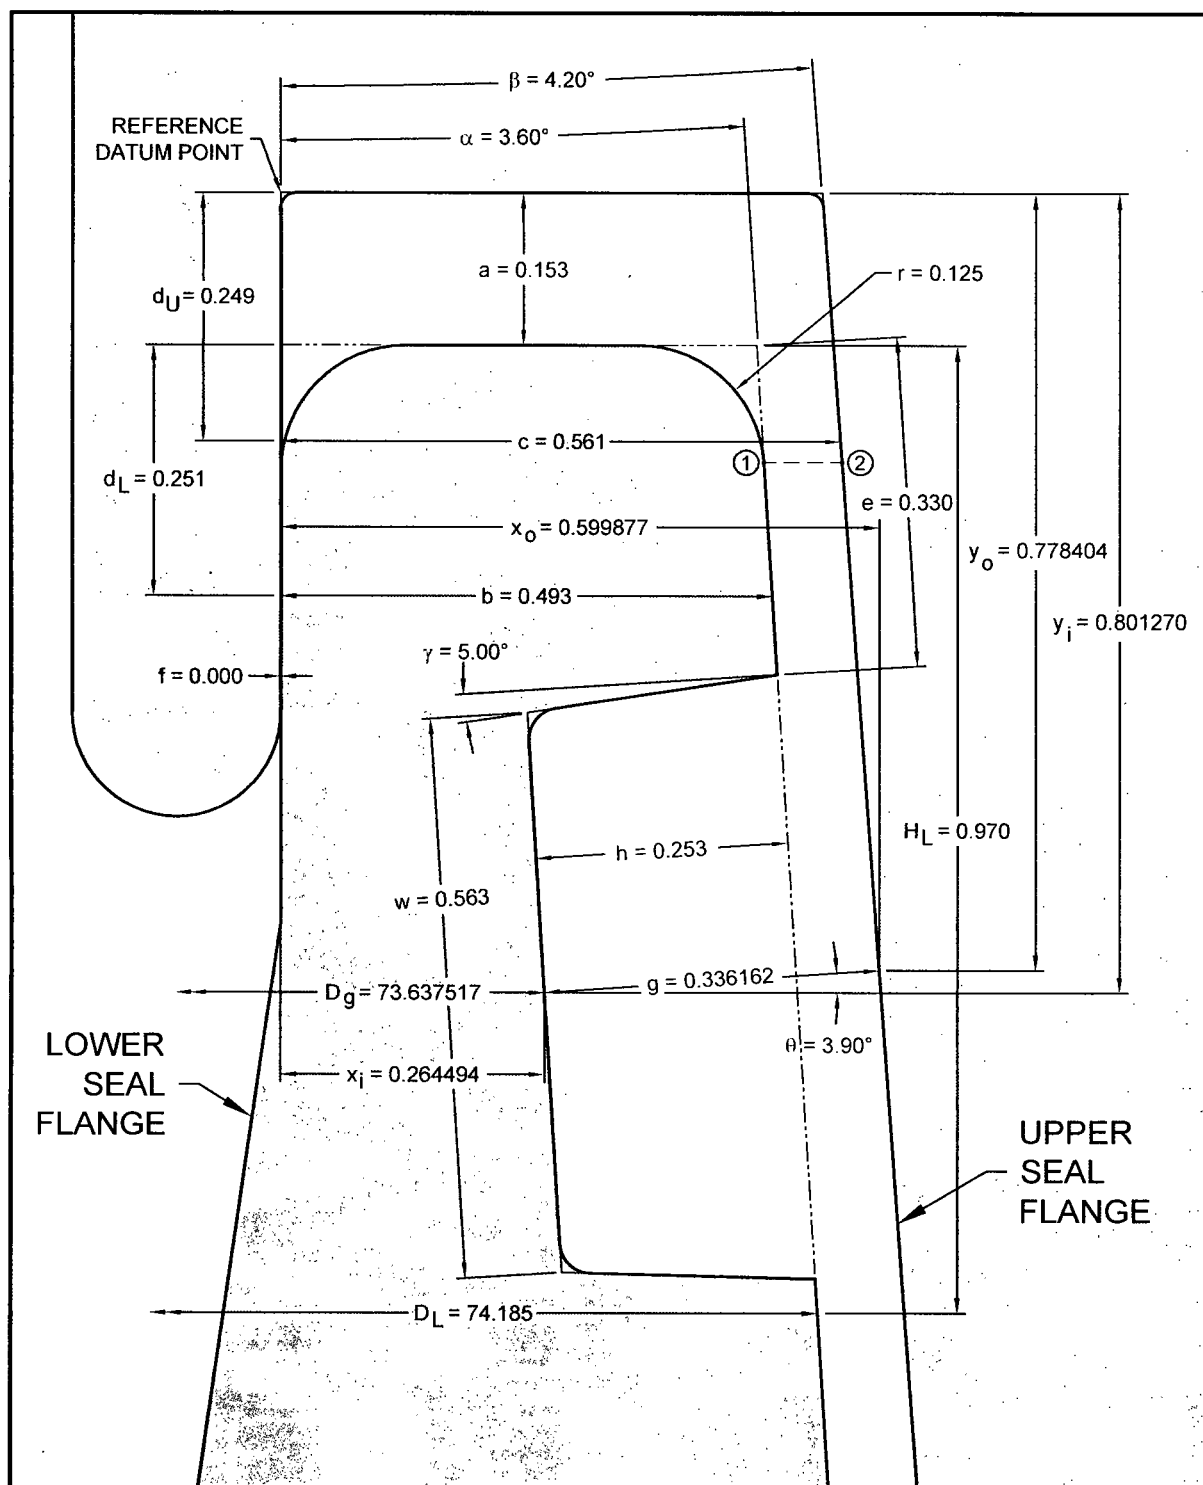 β = 4.20°
α = 3.60°
REFERENCE
DATUM POINT
a = 0.153
r = 0.125
dU = 0.249
c = 0.561
1
2
dL = 0.251
e = 0.330
xo = 0.599877
yo = 0.778404
b = 0.493
yi = 0.801270
γ = 5.00°
f = 0.000
HL = 0.970
h = 0.253
w = 0.563
g = 0.336162
Dg = 73.637517
θ = 3.90°
LOWER
SEAL
FLANGE
xi = 0.264494
UPPER
SEAL
FLANGE
DL = 74.185